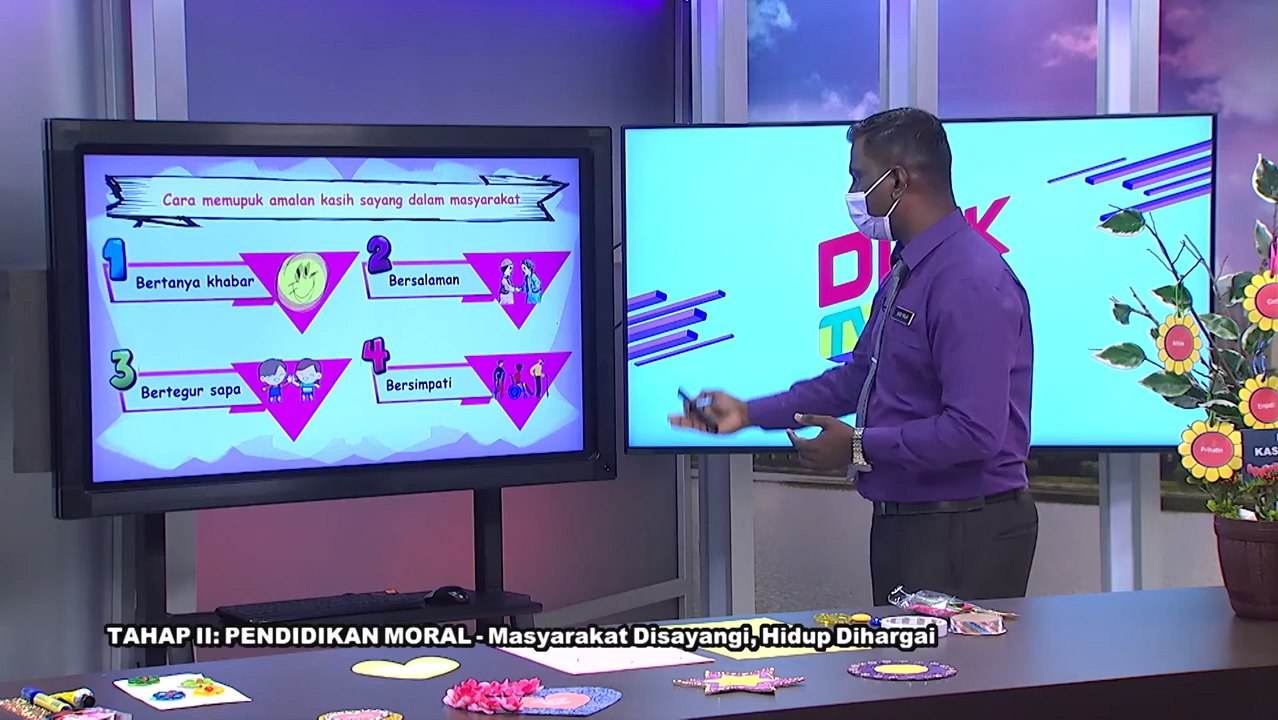 Cara memupuk amalan kasih sayang dalam masyarakat
1 Bertanya khabar
2 Bersalaman
3 Bertegur sapa
4 Bersimpati
Prihatin
TAHAP II: PENDIDIKAN MORAL - Masyarakat Disayangi, Hidup Dihargai